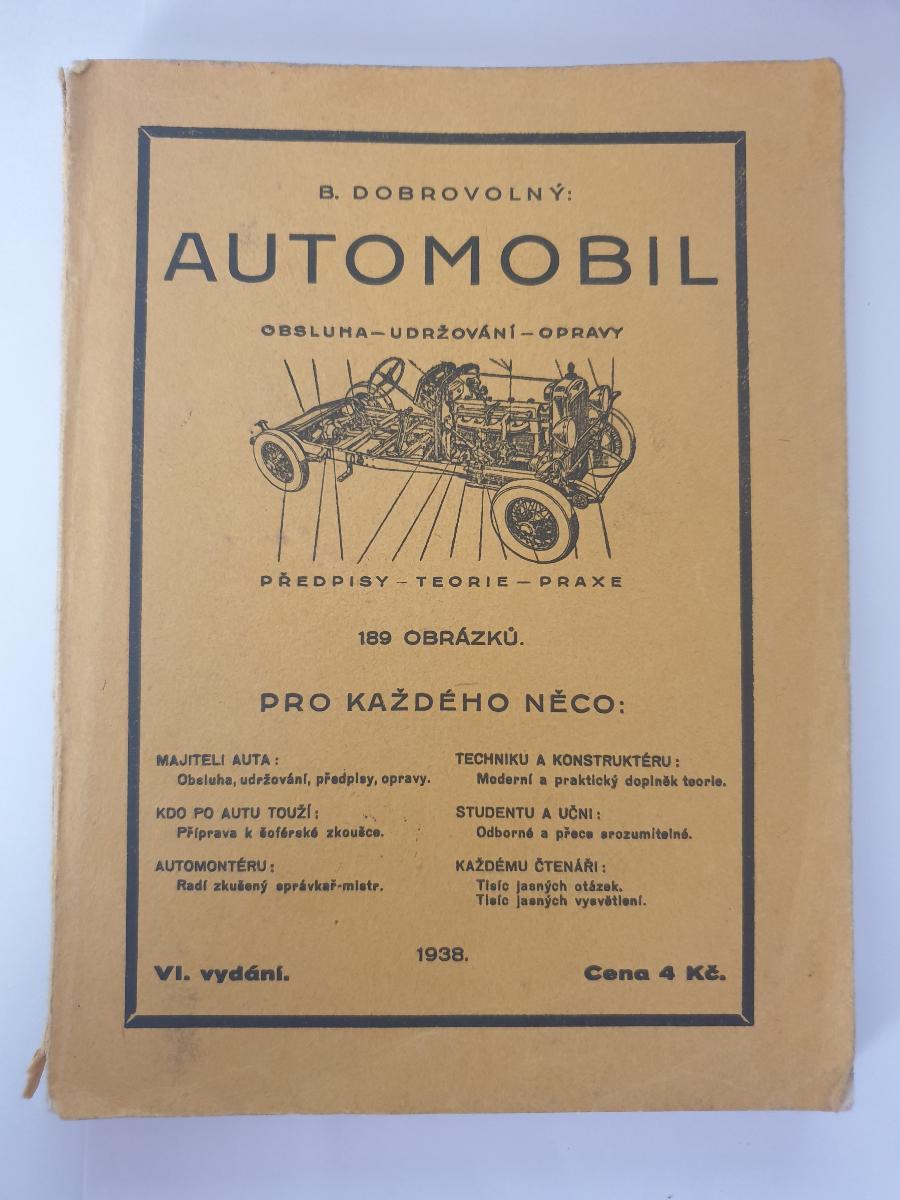 B. DOBROVOLNÝ:
AUTOMOBIL
OBSLUHA—UDRŽOVÁNÍ—OPRAVY
PŘEDPISY—TEORIE—PRAXE
189 OBRÁZKŮ.
PRO KAŽDÉHO NĚCO:
MAJITELI AUTA:
Obsluha, udržování, předpisy, opravy.
KDO PO AUTU TOUŽÍ:
Příprava k šoférské zkoušce.
AUTOMONTÉRU:
Radí zkušený správkař-mistr.
TECHNIKU A KONSTRUKTÉRU:
Moderní a praktický doplněk teorie.
STUDENTU A UČNI:
Odborné a přece srozumitelné.
KAŽDÉMU ČTENÁŘI:
Tisíc jasných otázek.
Tisíc jasných vysvětlení.
1938.
VI. vydání.
Cena 4 Kč.